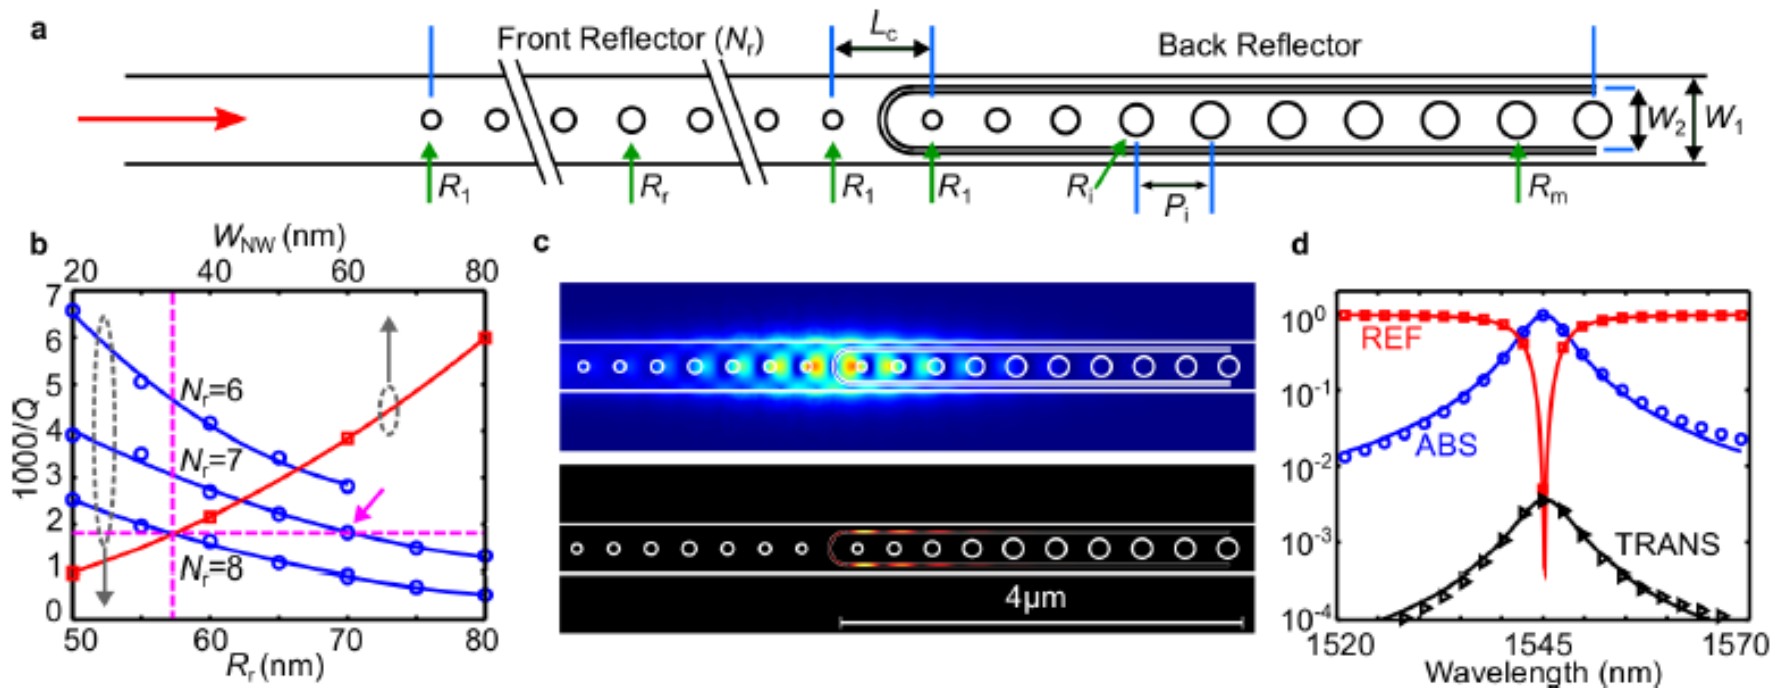 a
Front Reflector (Nr)
Lc
Back Reflector
W2
W1
R1
Rr
R1
R1
Ri
Pi
Rm
b
WNW (nm)
20 40 60 80
7
6
5
4
3
2
1
0
1000/Q
Nr=6
Nr=7
Nr=8
50 60 70 80
Rr (nm)
c
4μm
d
10^0
10^-1
10^-2
10^-3
10^-4
REF
ABS
TRANS
1520 1545 1570
Wavelength (nm)